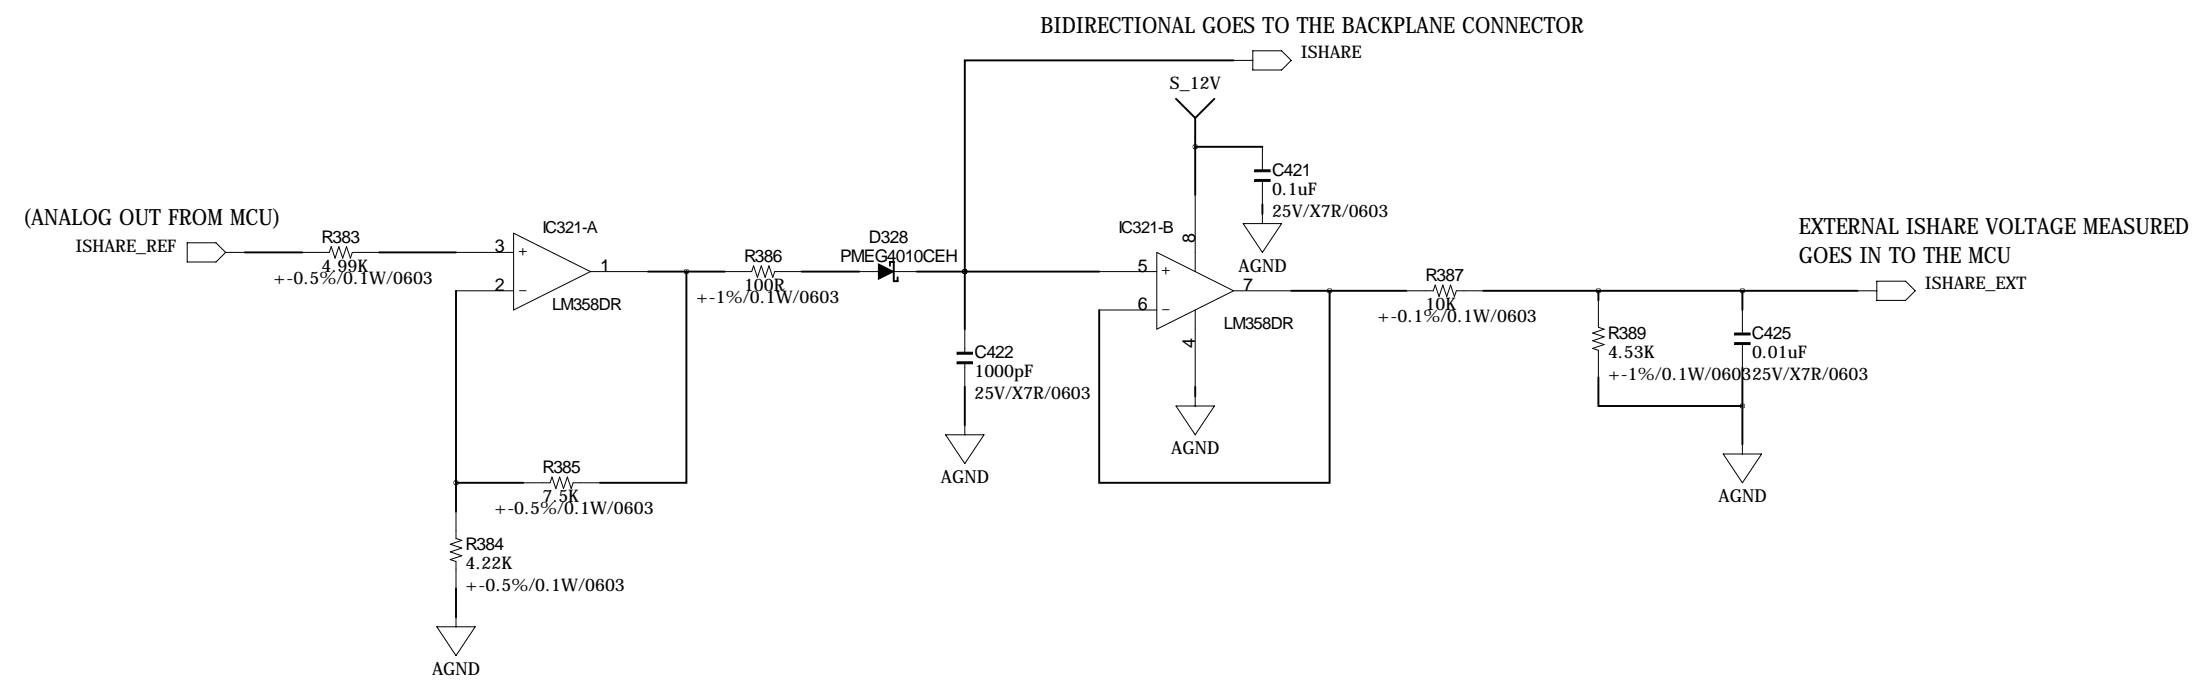 BIDIRECTIONAL GOES TO THE BACKPLANE CONNECTOR
ISHARE
S_12V
C421
0.1uF
25V/X7R/0603
AGND
(ANALOG OUT FROM MCU)
ISHARE_REF
R383
4.99K
+-0.5%/0.1W/0603
IC321-A
3
+
2
-
1
LM358DR
R386
100R
+-1%/0.1W/0603
D328
PMEG4010CEH
C422
1000pF
25V/X7R/0603
AGND
IC321-B
8
5
+
6
-
7
4
LM358DR
AGND
R387
10K
+-0.1%/0.1W/0603
EXTERNAL ISHARE VOLTAGE MEASURED
GOES IN TO THE MCU
ISHARE_EXT
R389
4.53K
+-1%/0.1W/0603
C425
0.01uF
25V/X7R/0603
AGND
R385
7.5K
+-0.5%/0.1W/0603
R384
4.22K
+-0.5%/0.1W/0603
AGND